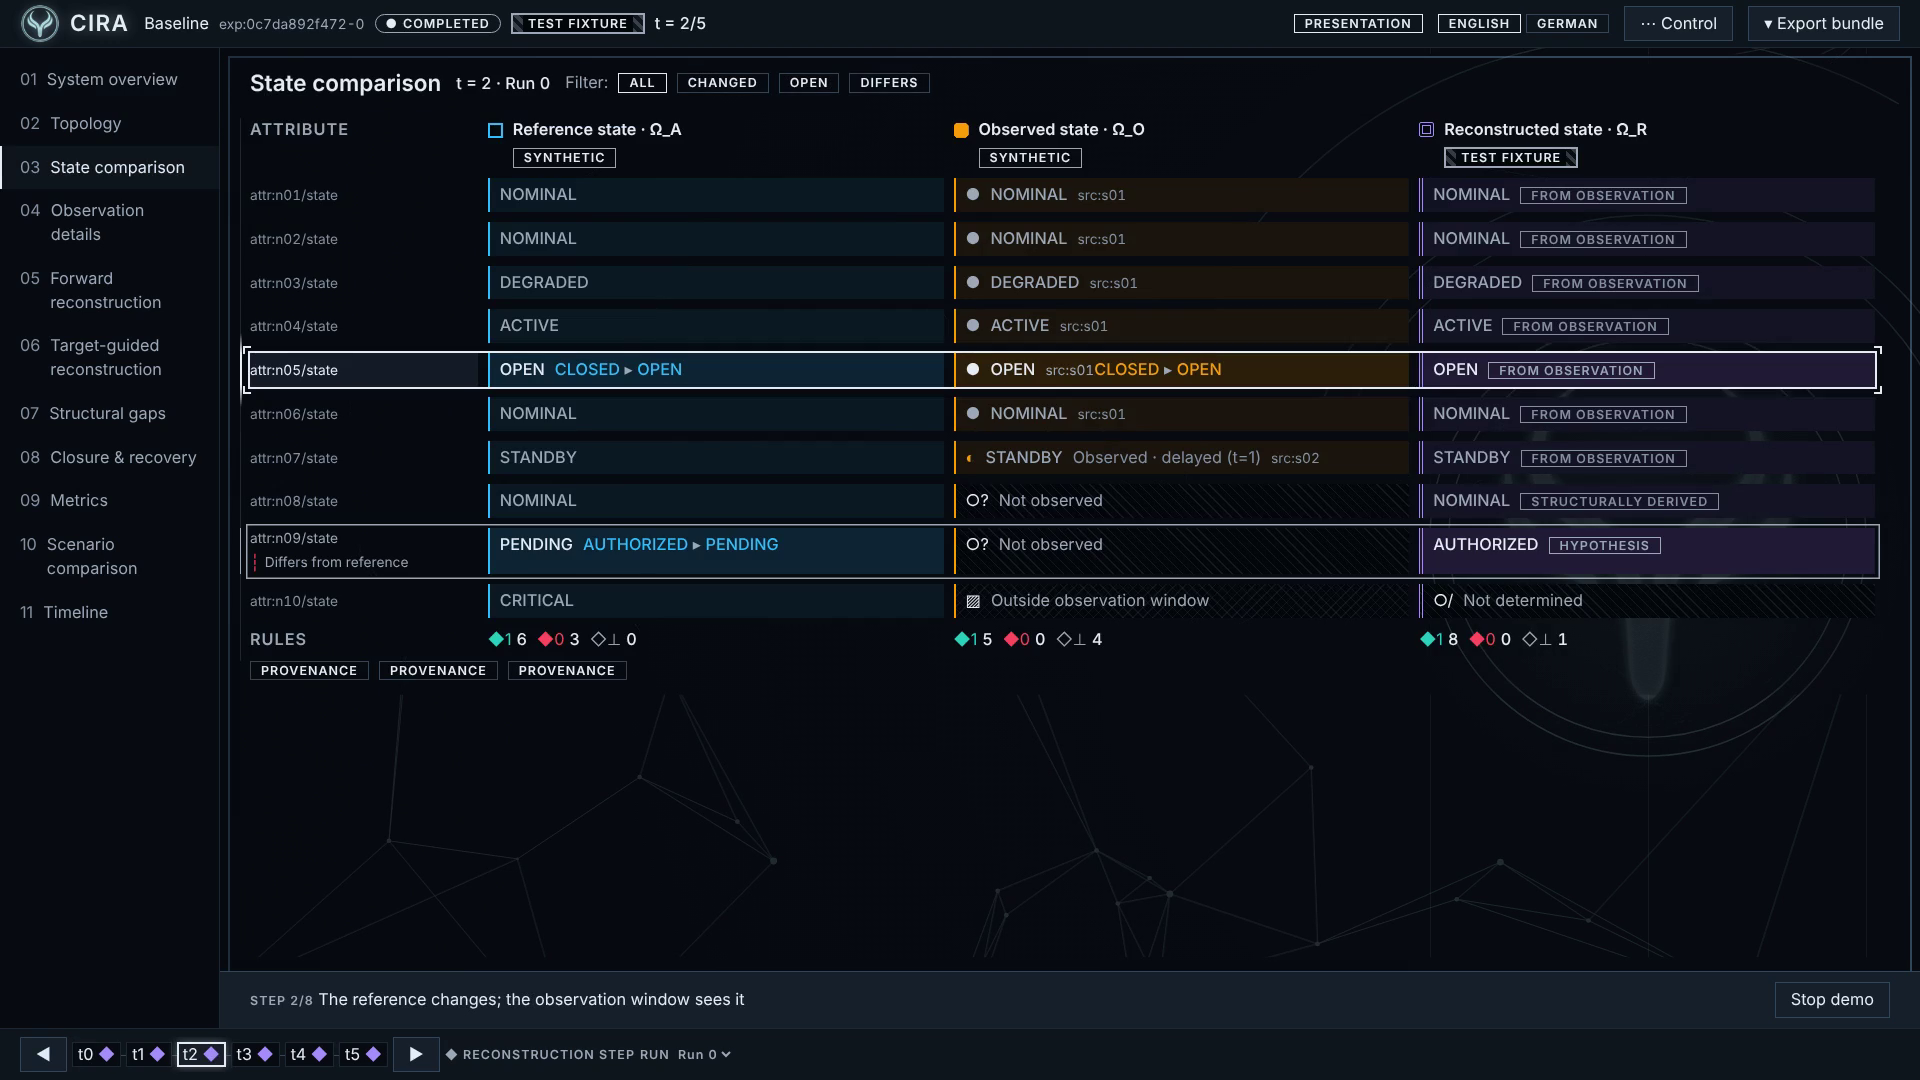 CIRA Baseline exp:0c7da892f472-0 COMPLETED TEST FIXTURE t = 2/5 PRESENTATION ENGLISH GERMAN ⋯ Control ▾ Export bundle
01 System overview
02 Topology
03 State comparison
04 Observation
details
05 Forward
reconstruction
06 Target-guided
reconstruction
07 Structural gaps
08 Closure & recovery
09 Metrics
10 Scenario
comparison
11 Timeline
State comparison t = 2 · Run 0 Filter: ALL CHANGED OPEN DIFFERS
ATTRIBUTE Reference state · Ω_A Observed state · Ω_O Reconstructed state · Ω_R
SYNTHETIC SYNTHETIC TEST FIXTURE
attr:n01/state NOMINAL ● NOMINAL src:s01 NOMINAL FROM OBSERVATION
attr:n02/state NOMINAL ● NOMINAL src:s01 NOMINAL FROM OBSERVATION
attr:n03/state DEGRADED ● DEGRADED src:s01 DEGRADED FROM OBSERVATION
attr:n04/state ACTIVE ● ACTIVE src:s01 ACTIVE FROM OBSERVATION
attr:n05/state OPEN CLOSED ▸ OPEN ● OPEN src:s01CLOSED ▸ OPEN OPEN FROM OBSERVATION
attr:n06/state NOMINAL ● NOMINAL src:s01 NOMINAL FROM OBSERVATION
attr:n07/state STANDBY STANDBY Observed · delayed (t=1) src:s02 STANDBY FROM OBSERVATION
attr:n08/state NOMINAL ○? Not observed NOMINAL STRUCTURALLY DERIVED
attr:n09/state PENDING AUTHORIZED ▸ PENDING ○? Not observed AUTHORIZED HYPOTHESIS
Differs from reference
attr:n10/state CRITICAL ▨ Outside observation window ○/ Not determined
RULES ◆1 6 ◆0 3 ◇⊥ 0 ◆1 5 ◆0 0 ◇⊥ 4 ◆1 8 ◆0 0 ◇⊥ 1
PROVENANCE PROVENANCE PROVENANCE
STEP 2/8 The reference changes; the observation window sees it Stop demo
◀ t0 ◆ t1 ◆ t2 ◆ t3 ◆ t4 ◆ t5 ◆ ▶ ◆ RECONSTRUCTION STEP RUN Run 0